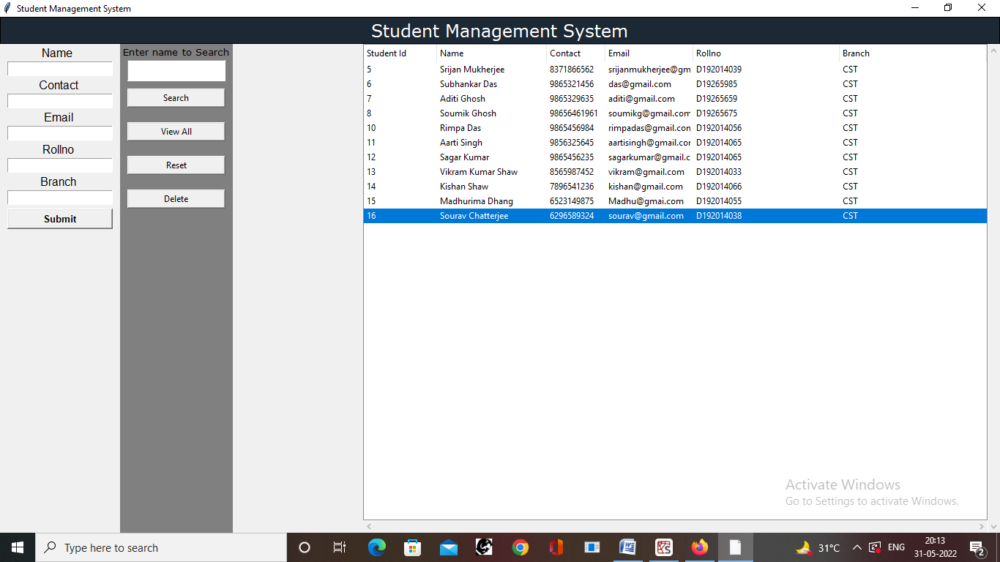 Student Management System
Student Management System
Name
Contact
Email
Rollno
Branch
Submit
Enter name to Search
Search
View All
Reset
Delete
Student Id Name Contact Email Rollno Branch
5 Srijan Mukherjee 8371866562 srijanmukherjee@gm D192014039 CST
6 Subhankar Das 9865321456 das@gmail.com D19265985 CST
7 Aditi Ghosh 9865329635 aditi@gmail.com D19265659 CST
8 Soumik Ghosh 98656461961 soumikg@gmail.com D19265675 CST
10 Rimpa Das 9865456984 rimpadas@gmail.con D192014056 CST
11 Aarti Singh 9856325645 aartisingh@gmail.cor D192014065 CST
12 Sagar Kumar 9865456235 sagarkumar@gmail.c D192014065 CST
13 Vikram Kumar Shaw 8565987452 vikram@gmail.com D192014033 CST
14 Kishan Shaw 7896541236 kishan@gmail.com D192014066 CST
15 Madhurima Dhang 6523149875 Madhu@gmai.com D192014055 CST
16 Sourav Chatterjee 6296589324 sourav@gmail.com D192014038 CST
Activate Windows
Go to Settings to activate Windows.
Type here to search
31°C
ENG
20:13
31-05-2022
2